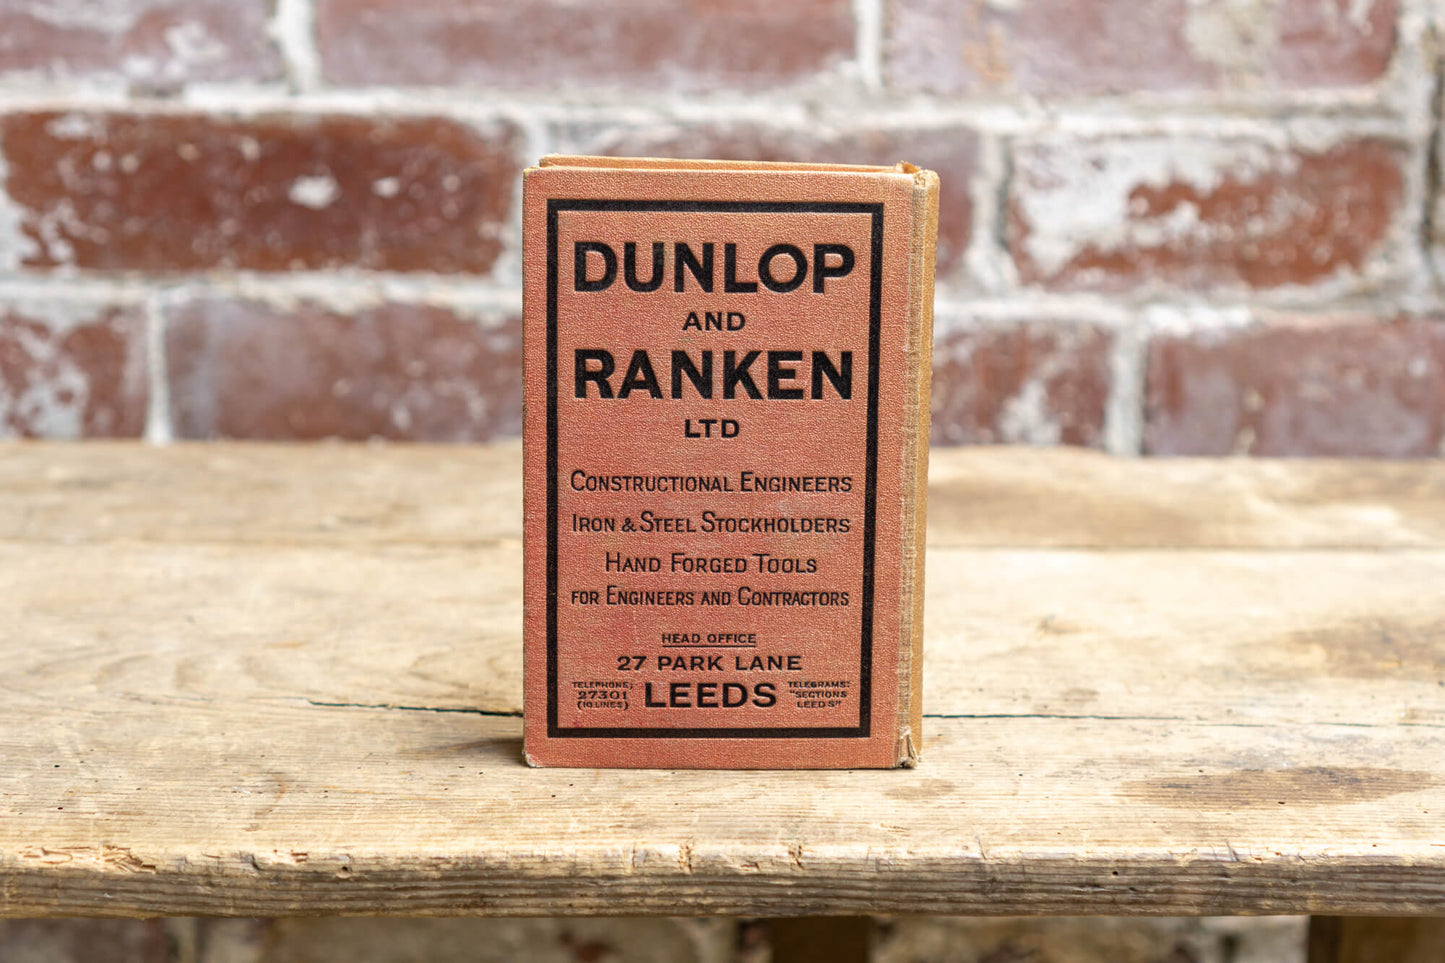 DUNLOP
AND
RANKEN
LTD
CONSTRUCTIONAL ENGINEERS
IRON & STEEL STOCKHOLDERS
HAND FORGED TOOLS
FOR ENGINEERS AND CONTRACTORS
HEAD OFFICE
27 PARK LANE
TELEPHONE;
27301
(10 LINES)
LEEDS
TELEGRAMS:
"SECTIONS
LEEDS"